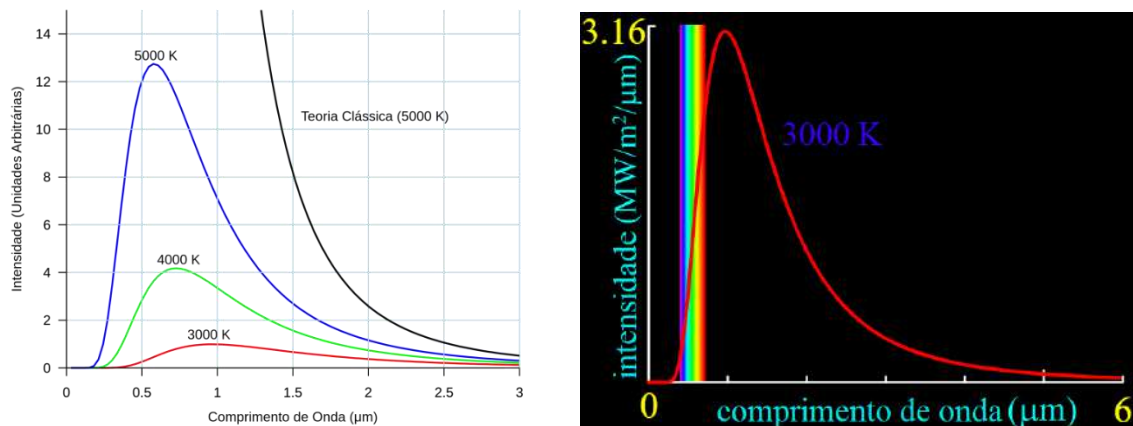 14
12
10
8
6
4
2
0
Intensidade (Unidades Arbitrárias)
5000 K
4000 K
3000 K
Teoria Clássica (5000 K)
0
0.5
1
1.5
2
2.5
3
Comprimento de Onda (µm)
3.16
intensidade (MW/m²/µm)
3000 K
0
comprimento de onda (µm)
6